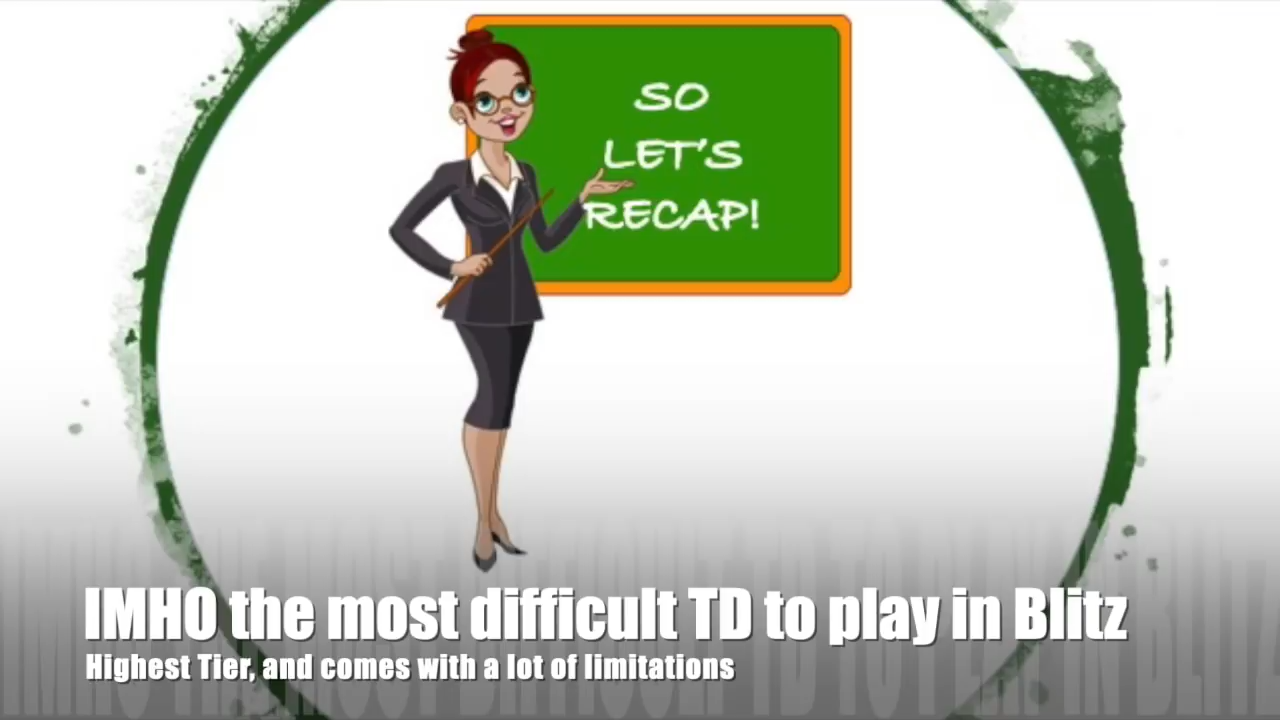 SO
LET'S
RECAP!
IMHO the most difficult TD to play in Blitz
Highest Tier, and comes with a lot of limitations